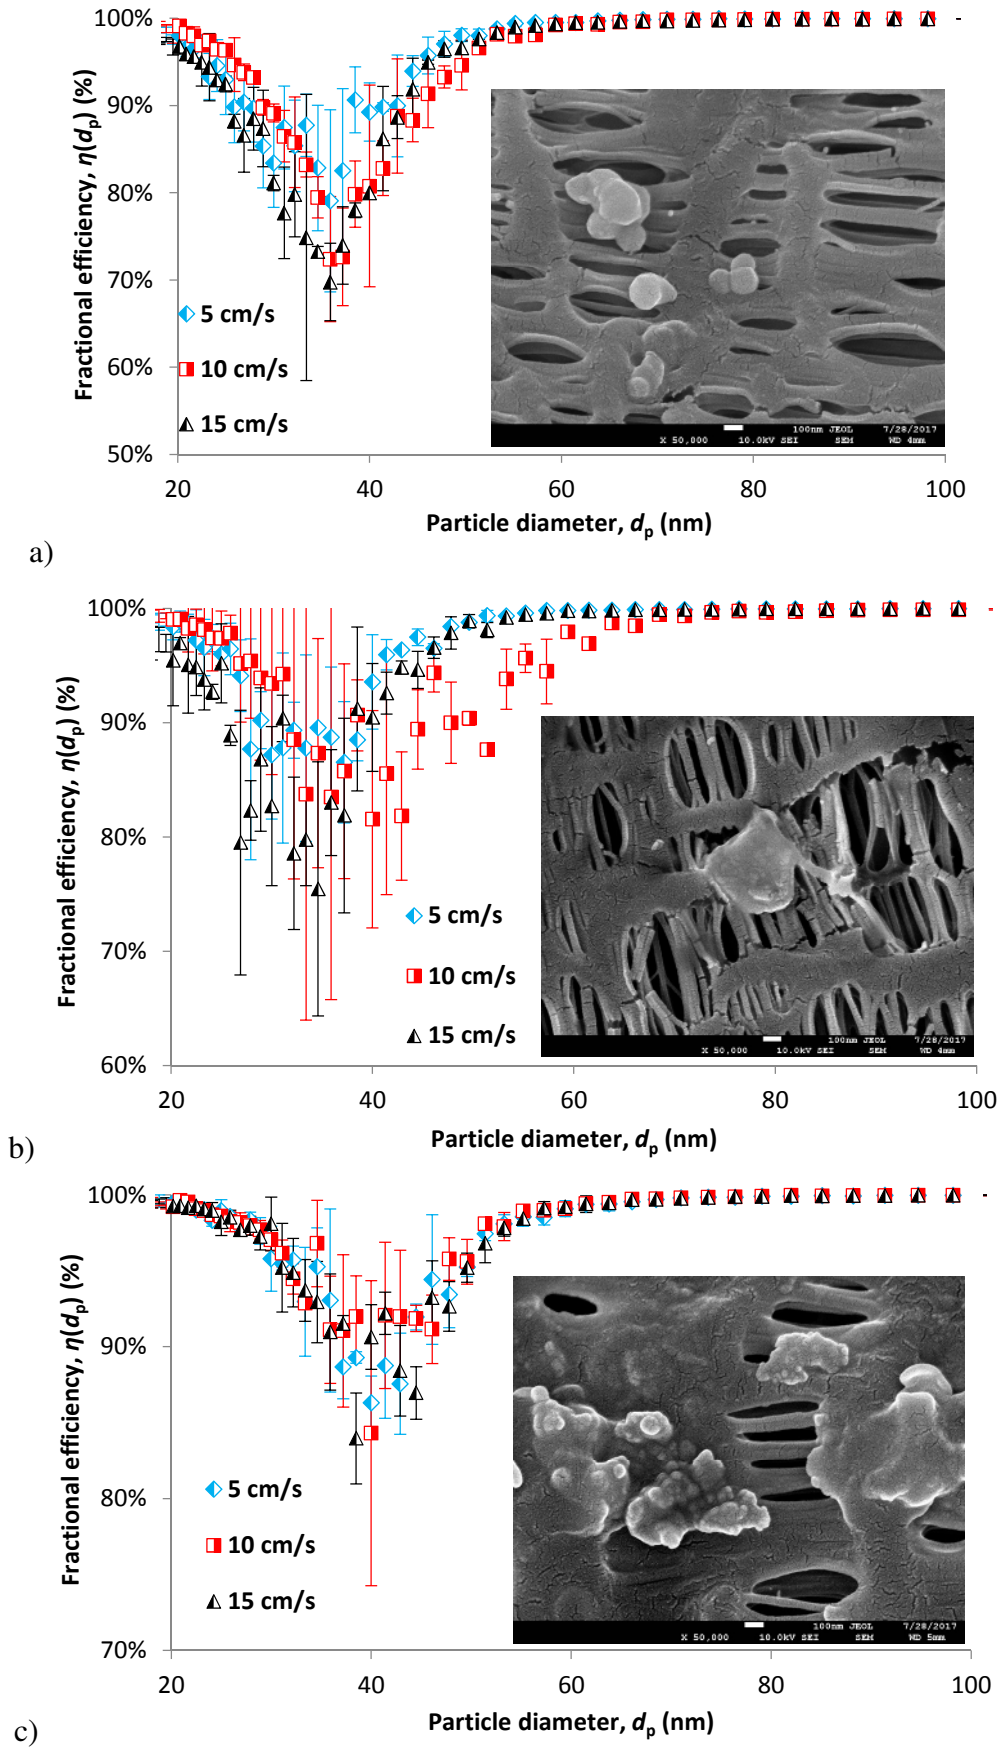 100%
90%
80%
70%
60%
50%
Fractional efficiency, η(dp) (%)
5 cm/s
10 cm/s
15 cm/s
100nm JEOL 7/28/2017
X 50,000 10.0kV SEI SEM WD 4mm
20 40 60 80 100
Particle diameter, dp (nm)
a)
100%
90%
80%
70%
60%
Fractional efficiency, η(dp) (%)
5 cm/s
10 cm/s
15 cm/s
100nm JEOL 7/28/2017
X 50,000 10.0kV SEI SEM WD 4mm
20 40 60 80 100
Particle diameter, dp (nm)
b)
100%
90%
80%
70%
Fractional efficiency, η(dp) (%)
5 cm/s
10 cm/s
15 cm/s
100nm JEOL 7/28/2017
X 50,000 10.0kV SEI SEM WD 5mm
20 40 60 80 100
Particle diameter, dp (nm)
c)